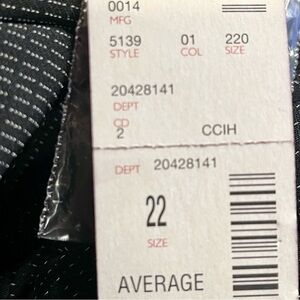 0014
MFG
5139 01 220
STYLE COL SIZE
20428141
DEPT
CD
2 CCIH
DEPT 20428141
22
SIZE
AVERAGE